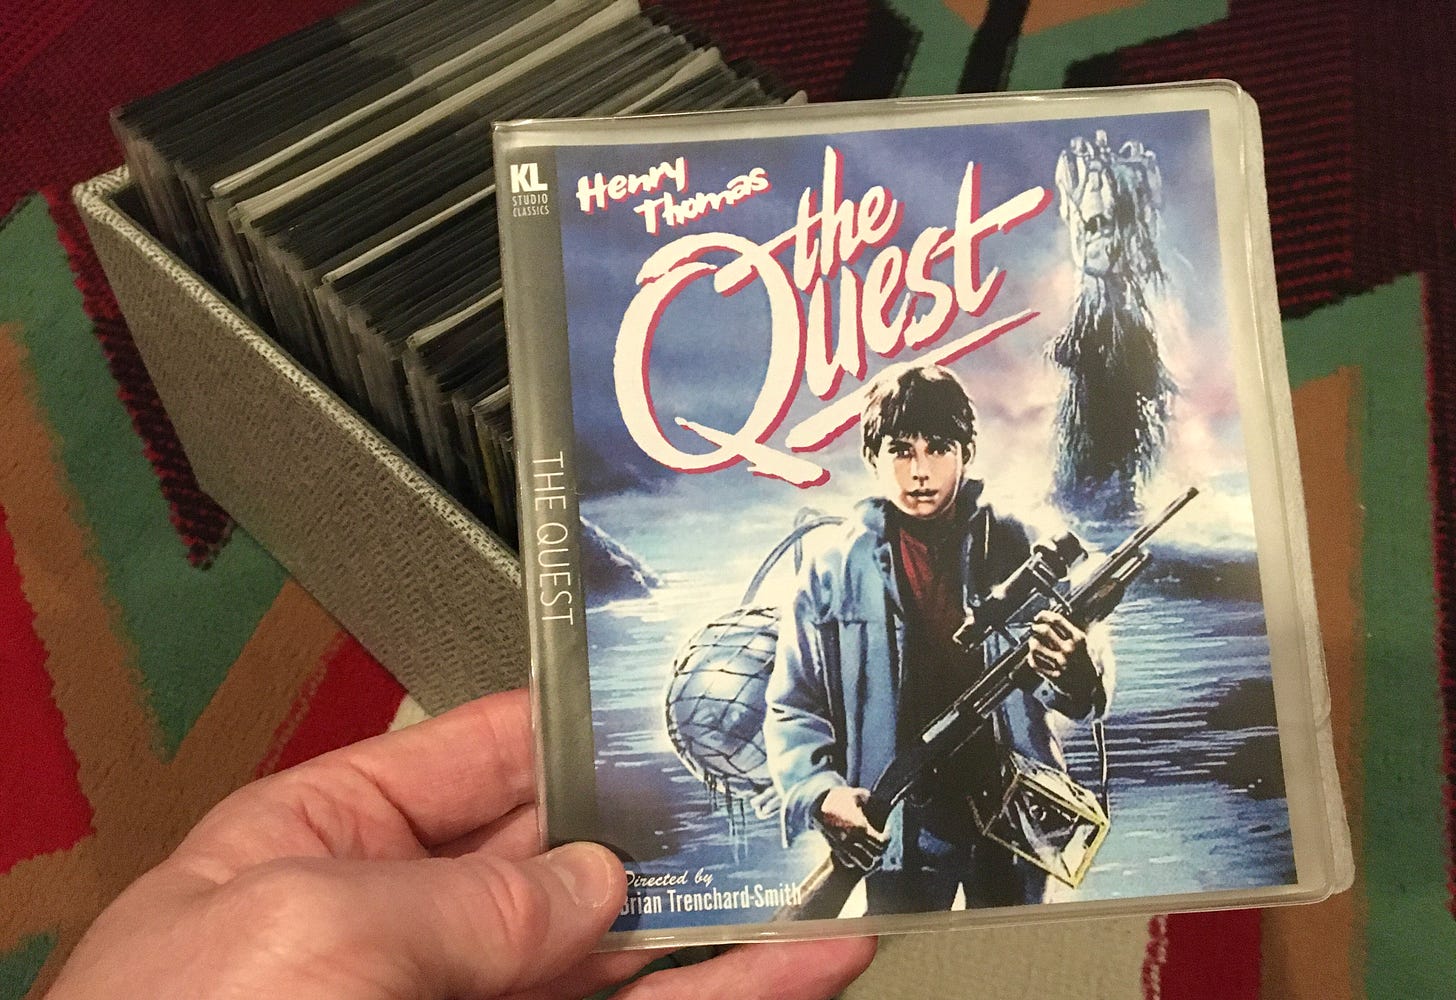 KL
STUDIO
CLASSICS
THE QUEST
Henry
Thomas
the
Quest
Directed by
Brian Trenchard-Smith